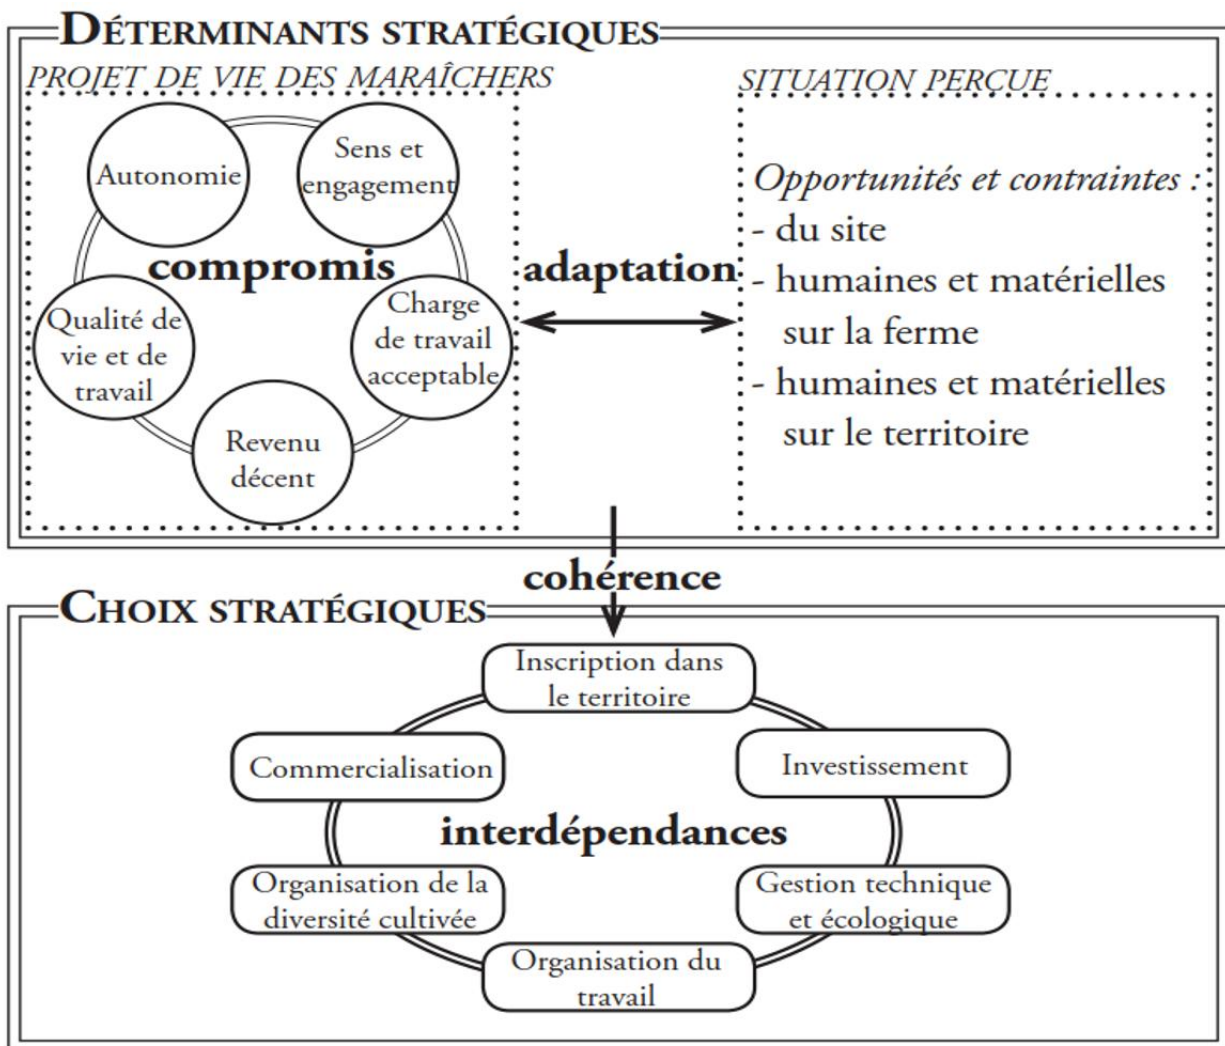 DÉTERMINANTS STRATÉGIQUES
PROJET DE VIE DES MARAÎCHERS
Autonomie
Sens et
engagement
compromis
Qualité de
vie et de
travail
Charge
de travail
acceptable
Revenu
décent
adaptation
SITUATION PERÇUE
Opportunités et contraintes :
- du site
- humaines et matérielles
sur la ferme
- humaines et matérielles
sur le territoire
cohérence
CHOIX STRATÉGIQUES
Inscription dans
le territoire
Commercialisation
Investissement
interdépendances
Organisation de la
diversité cultivée
Gestion technique
et écologique
Organisation du
travail